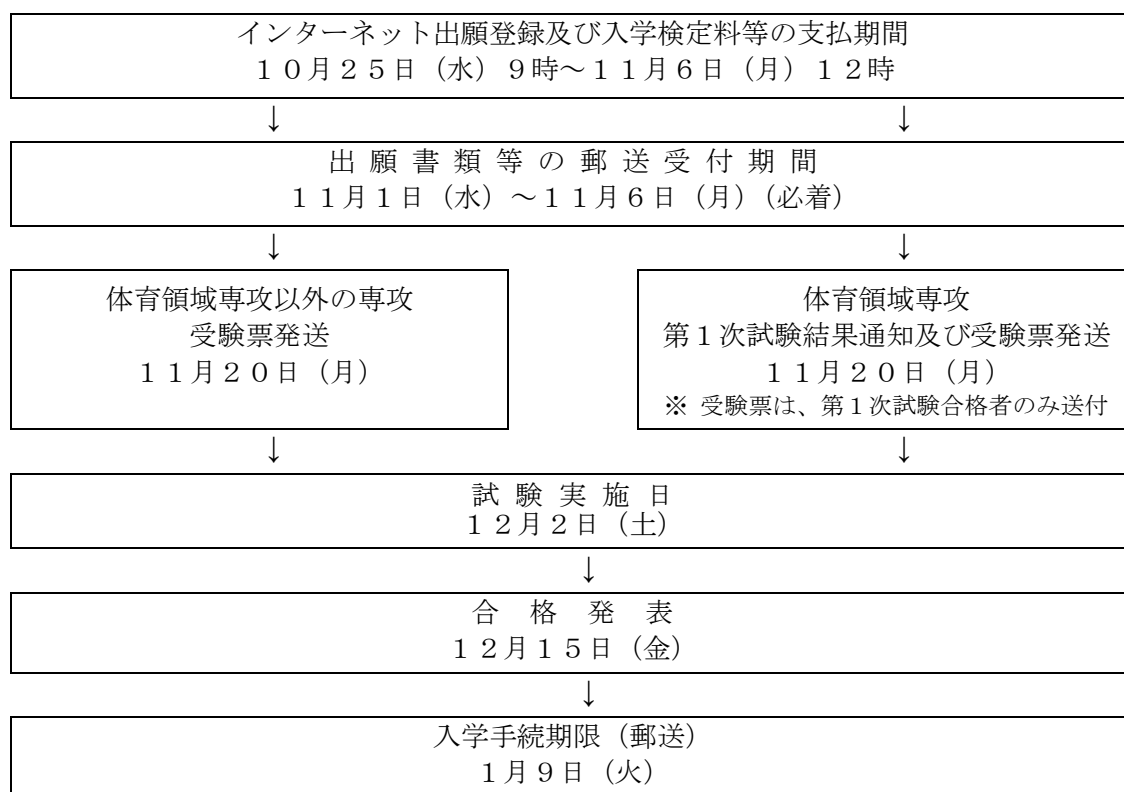 インターネット出願登録及び入学検定料等の支払期間
１０月２５日（水）９時～１１月６日（月）１２時
↓ ↓
出 願 書 類 等 の 郵 送 受 付 期 間
１１月１日（水）～１１月６日（月）（必着）
↓ ↓
体育領域専攻以外の専攻
受験票発送
１１月２０日（月）
体育領域専攻
第１次試験結果通知及び受験票発送
１１月２０日（月）
※ 受験票は、第１次試験合格者のみ送付
↓ ↓
試 験 実 施 日
１２月２日（土）
↓
合 格 発 表
１２月１５日（金）
↓
入学手続期限（郵送）
１月９日（火）